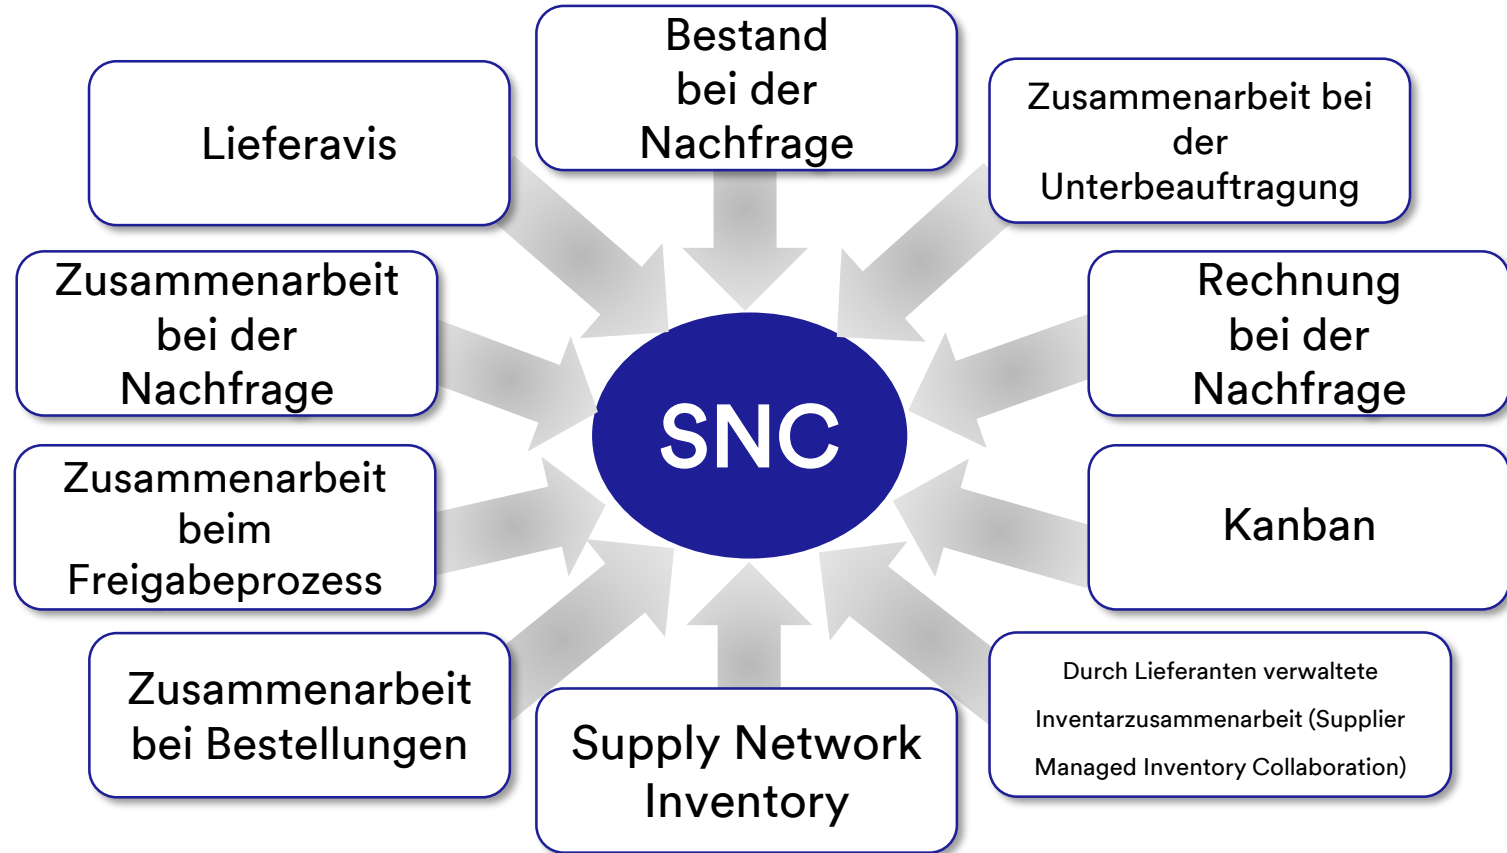 Bestand
bei der
Nachfrage
Lieferavis
Zusammenarbeit bei
der
Unterbeauftragung
Zusammenarbeit
bei der
Nachfrage
Rechnung
bei der
Nachfrage
SNC
Zusammenarbeit
beim
Freigabeprozess
Kanban
Zusammenarbeit
bei Bestellungen
Supply Network
Inventory
Durch Lieferanten verwaltete
Inventarzusammenarbeit (Supplier
Managed Inventory Collaboration)